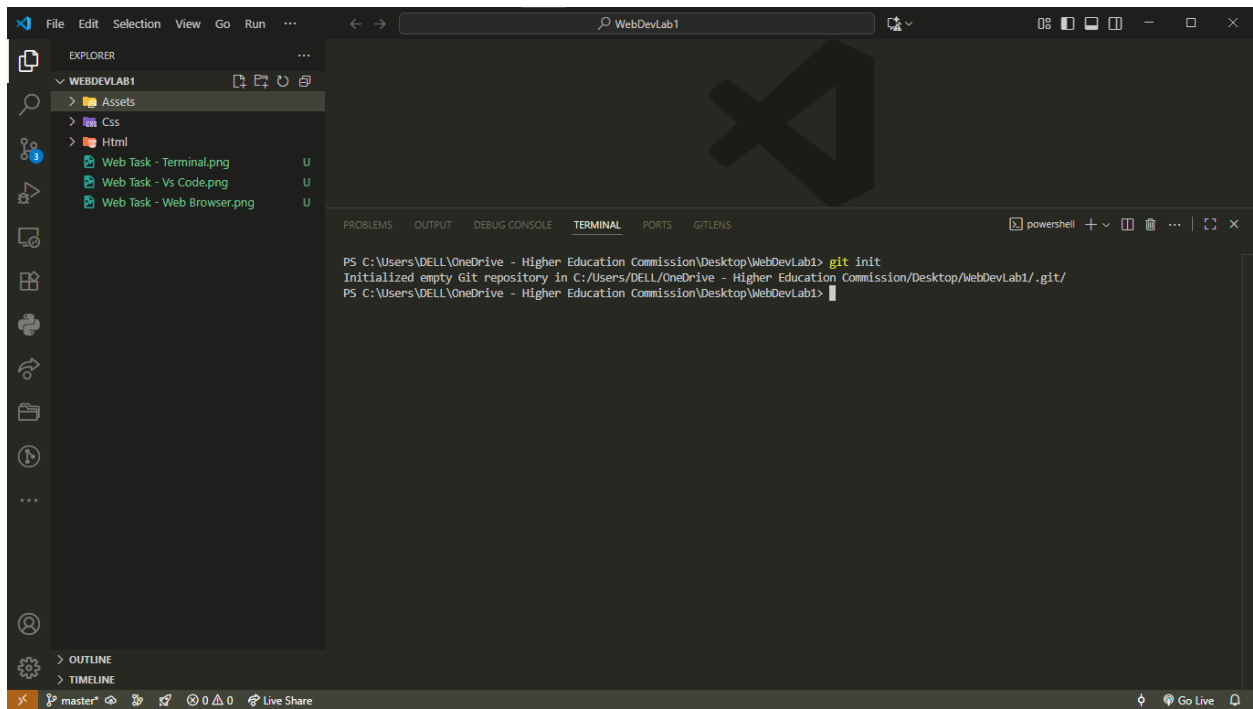 File Edit Selection View Go Run ··· WebDevLab1
EXPLORER ···
WEBDEVLAB1
Assets
Css
Html
Web Task - Terminal.png U
Web Task - Vs Code.png U
Web Task - Web Browser.png U
PROBLEMS OUTPUT DEBUG CONSOLE TERMINAL PORTS GITLENS powershell
PS C:\Users\DELL\OneDrive - Higher Education Commission\Desktop\WebDevLab1> git init
Initialized empty Git repository in C:/Users/DELL/OneDrive - Higher Education Commission/Desktop/WebDevLab1/.git/
PS C:\Users\DELL\OneDrive - Higher Education Commission\Desktop\WebDevLab1>
3
OUTLINE
TIMELINE
master* 0 0 Live Share Go Live